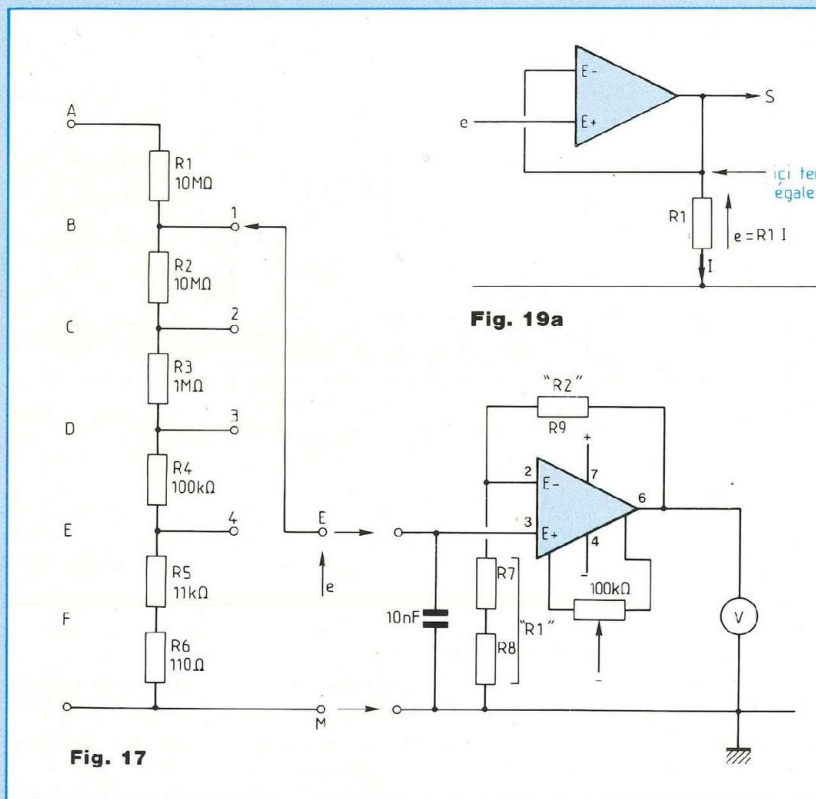 A
R1
10MΩ
B
1
R2
10MΩ
C
2
R3
1MΩ
D
3
R4
100kΩ
E
4
R5
11kΩ
F
R6
110Ω
E
e
M
Fig. 17
E-
e
E+
S
R1
e = R1 I
I
Fig. 19a
"R2"
R9
+
2
E-
7
6
3
E+
4
-
100kΩ
10nF
R7
"R1"
R8
-
V
ici
égale